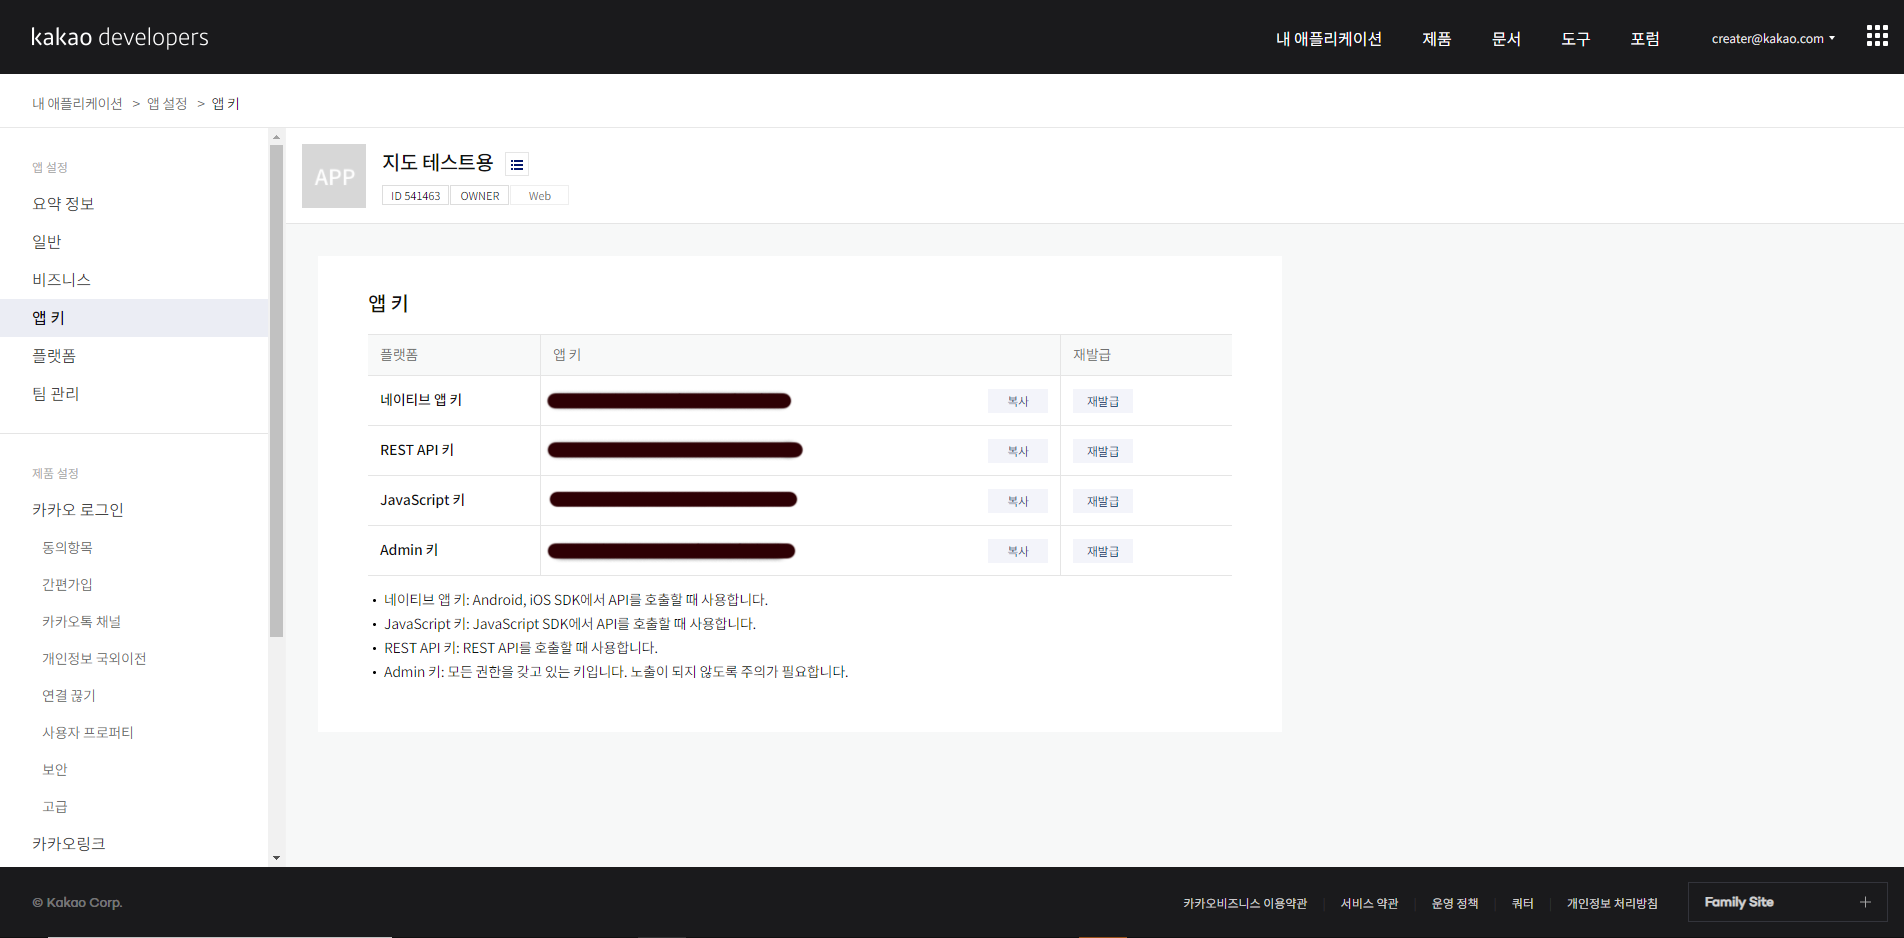 kakao developers
내 애플리케이션 제품 문서 도구 포럼 creater@kakao.com
내 애플리케이션 > 앱 설정 > 앱 키
앱 설정
요약 정보
일반
비즈니스
앱 키
플랫폼
팀 관리
제품 설정
카카오 로그인
동의항목
간편가입
카카오톡 채널
개인정보 국외이전
연결 끊기
사용자 프로퍼티
보안
고급
카카오링크
APP
지도 테스트용
ID 541463 OWNER Web
앱 키
플랫폼 앱 키 재발급
네이티브 앱 키 복사 재발급
REST API 키 복사 재발급
JavaScript 키 복사 재발급
Admin 키 복사 재발급
• 네이티브 앱 키: Android, iOS SDK에서 API를 호출할 때 사용합니다.
• JavaScript 키: JavaScript SDK에서 API를 호출할 때 사용합니다.
• REST API 키: REST API를 호출할 때 사용합니다.
• Admin 키: 모든 권한을 갖고 있는 키입니다. 노출이 되지 않도록 주의가 필요합니다.
© Kakao Corp.
카카오비즈니스 이용약관 서비스 약관 운영 정책 쿼터 개인정보 처리방침 Family Site +